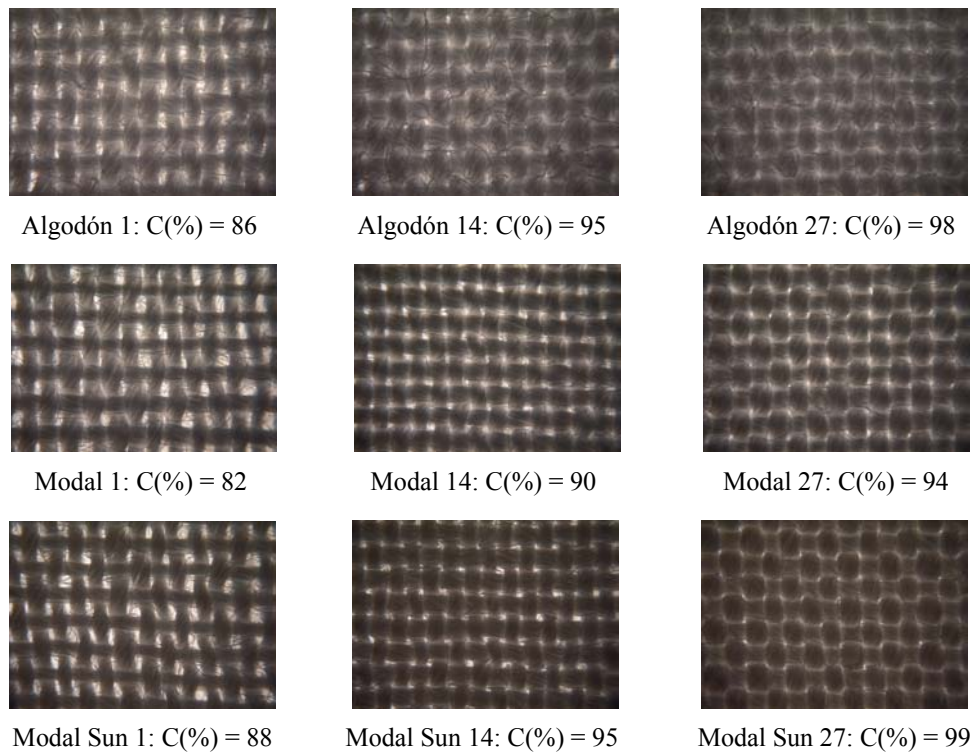 Algodón 1: C(%) = 86
Algodón 14: C(%) = 95
Algodón 27: C(%) = 98
Modal 1: C(%) = 82
Modal 14: C(%) = 90
Modal 27: C(%) = 94
Modal Sun 1: C(%) = 88
Modal Sun 14: C(%) = 95
Modal Sun 27: C(%) = 99